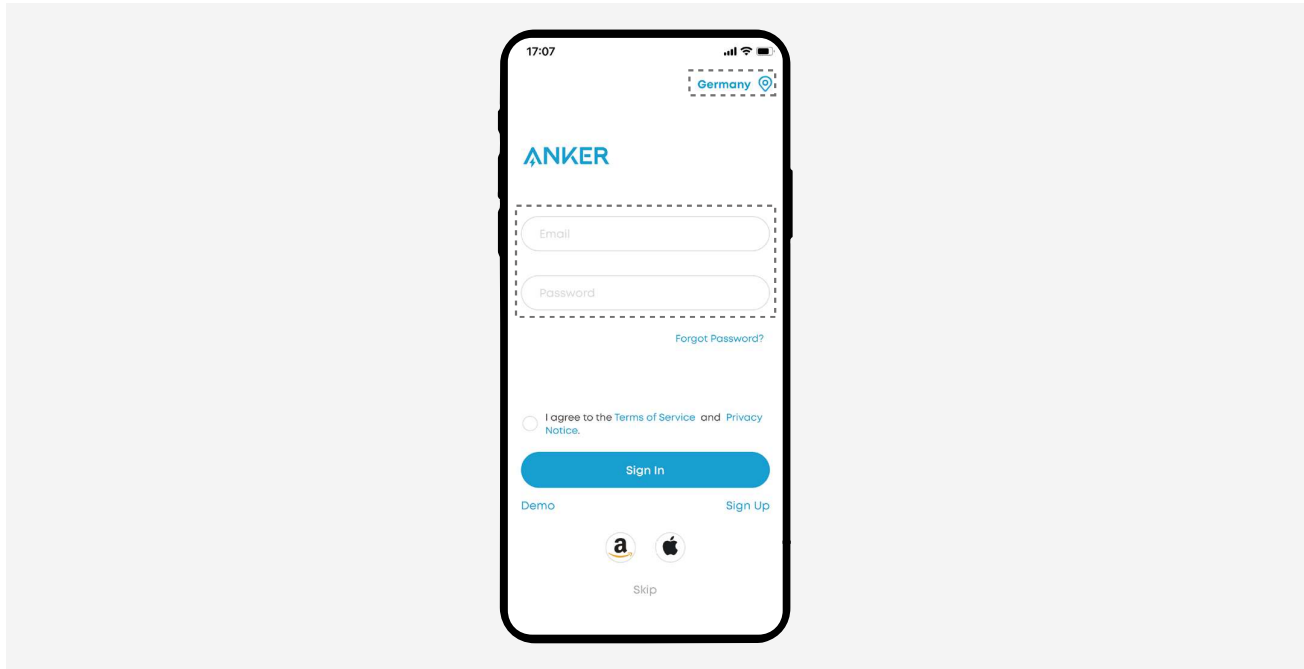 17:07
Germany
ANKER
Email
Password
Forgot Password?
I agree to the Terms of Service and Privacy
Notice.
Sign In
Demo
Sign Up
a
Skip